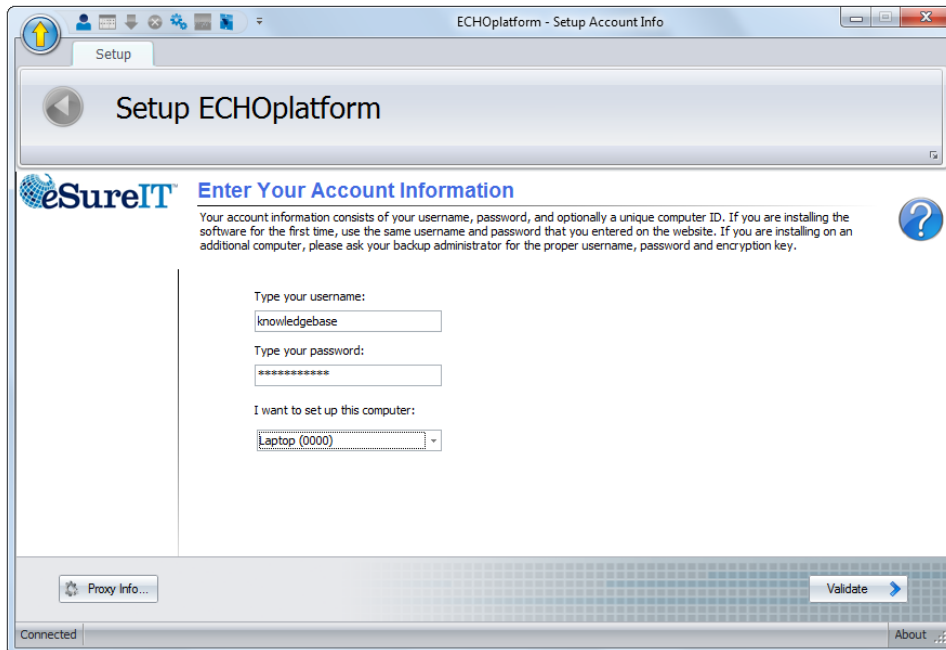 ECHOplatform - Setup Account Info
Setup
Setup ECHOplatform
eSureIT
Enter Your Account Information
Your account information consists of your username, password, and optionally a unique computer ID. If you are installing the
software for the first time, use the same username and password that you entered on the website. If you are installing on an
additional computer, please ask your backup administrator for the proper username, password and encryption key.
Type your username:
knowledgebase
Type your password:
***********
I want to set up this computer:
Laptop (0000)
Proxy Info...
Validate
Connected
About